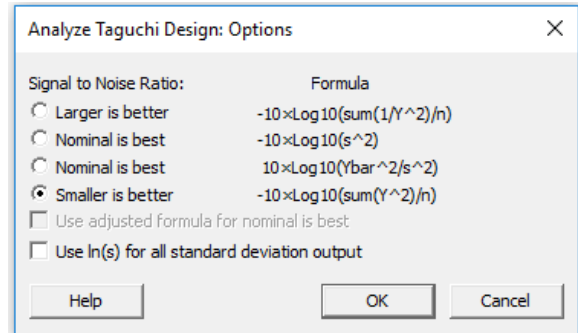 Analyze Taguchi Design: Options
Signal to Noise Ratio: Formula
Larger is better -10×Log10(sum(1/Y^2)/n)
Nominal is best -10×Log10(s^2)
Nominal is best 10×Log10(Ybar^2/s^2)
Smaller is better -10×Log10(sum(Y^2)/n)
Use adjusted formula for nominal is best
Use ln(s) for all standard deviation output
Help OK Cancel